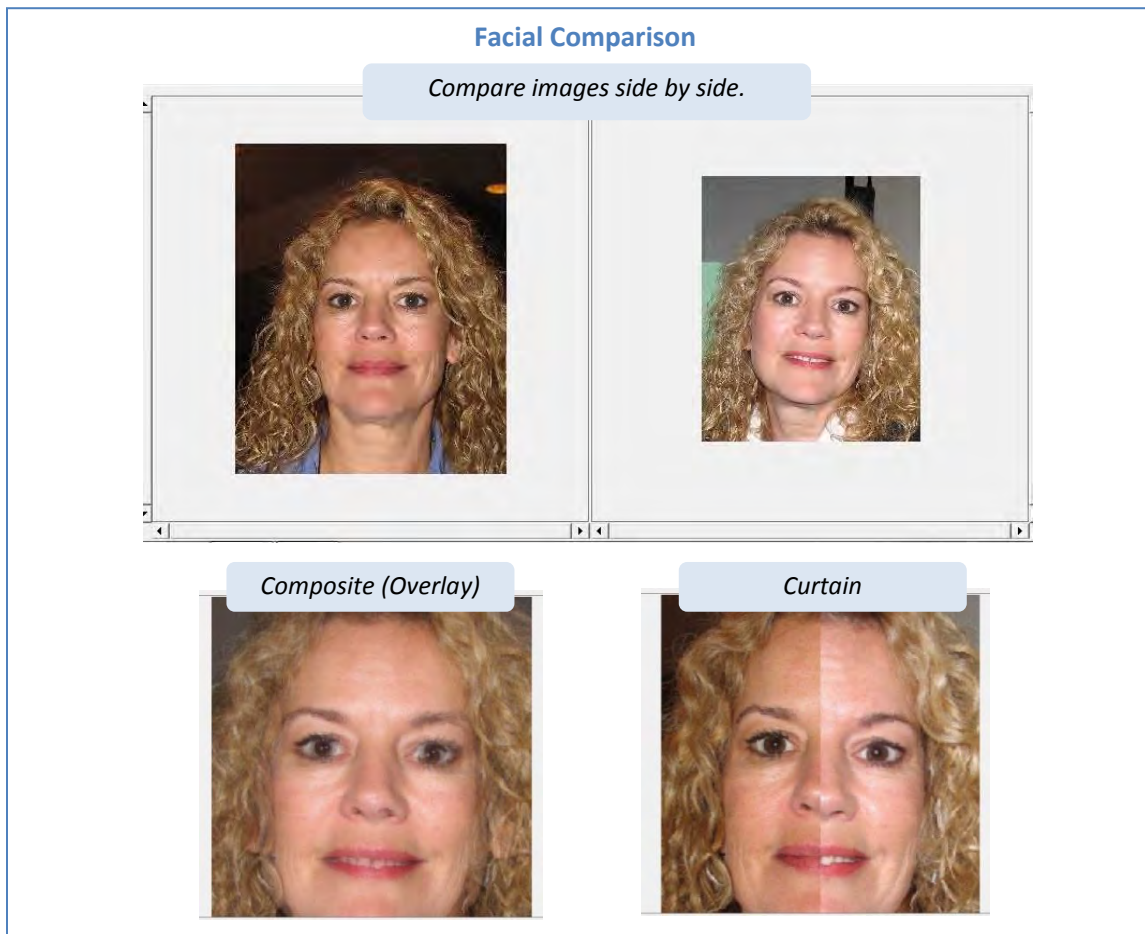 Facial Comparison
Compare images side by side.
Composite (Overlay)
Curtain